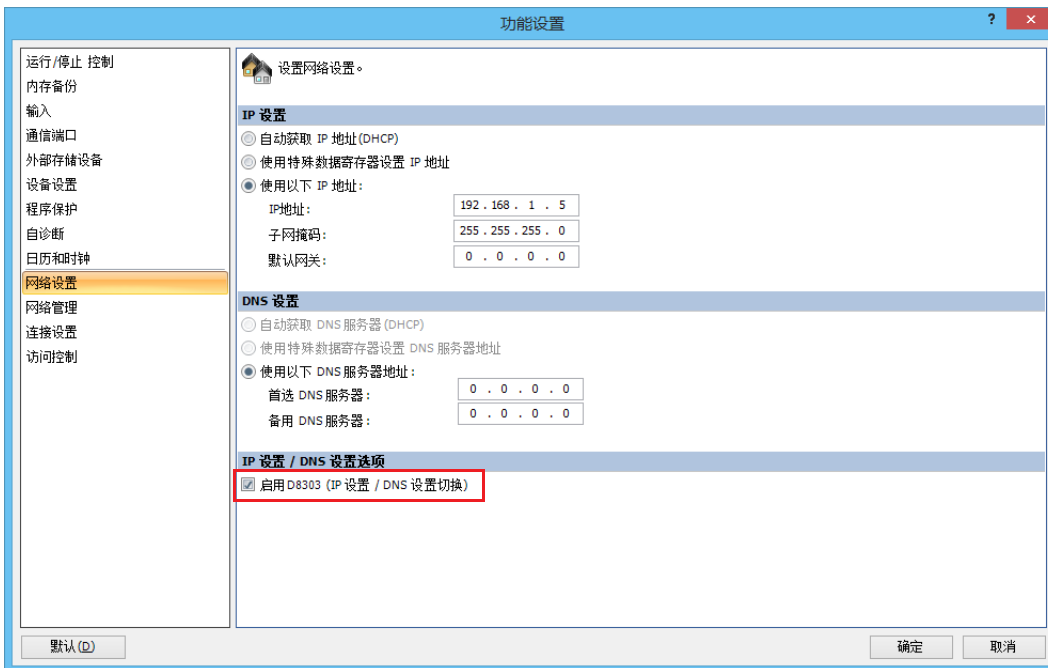 功能设置
?
×
运行/停止 控制
内存备份
输入
通信端口
外部存储设备
设备设置
程序保护
自诊断
日历和时钟
网络设置
网络管理
连接设置
访问控制
设置网络设置。
IP 设置
自动获取 IP 地址(DHCP)
使用特殊数据寄存器设置 IP 地址
使用以下 IP 地址:
IP地址: 192 . 168 . 1 . 5
子网掩码: 255 . 255 . 255 . 0
默认网关: 0 . 0 . 0 . 0
DNS 设置
自动获取 DNS 服务器(DHCP)
使用特殊数据寄存器设置 DNS 服务器地址
使用以下 DNS 服务器地址:
首选 DNS 服务器: 0 . 0 . 0 . 0
备用 DNS 服务器: 0 . 0 . 0 . 0
IP 设置 / DNS 设置选项
启用 D8303 (IP 设置 / DNS 设置切换)
默认(D)
确定
取消